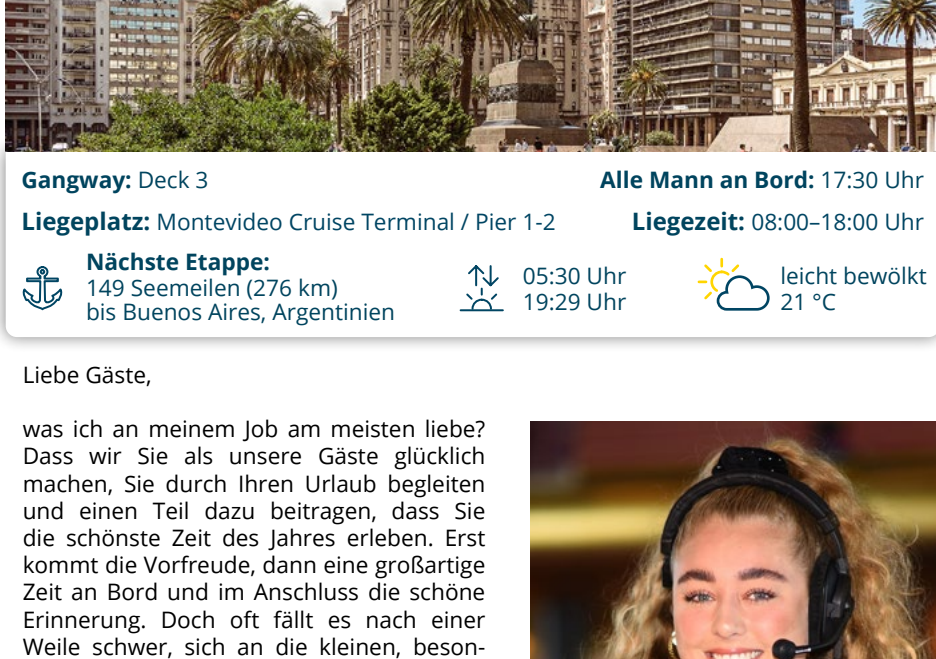 Gangway: Deck 3
Alle Mann an Bord: 17:30 Uhr
Liegeplatz: Montevideo Cruise Terminal / Pier 1-2
Liegezeit: 08:00–18:00 Uhr
Nächste Etappe:
149 Seemeilen (276 km)
bis Buenos Aires, Argentinien
05:30 Uhr
19:29 Uhr
leicht bewölkt
21 °C
Liebe Gäste,
was ich an meinem Job am meisten liebe?
Dass wir Sie als unsere Gäste glücklich
machen, Sie durch Ihren Urlaub begleiten
und einen Teil dazu beitragen, dass Sie
die schönste Zeit des Jahres erleben. Erst
kommt die Vorfreude, dann eine großartige
Zeit an Bord und im Anschluss die schöne
Erinnerung. Doch oft fällt es nach einer
Weile schwer, sich an die kleinen, beson-